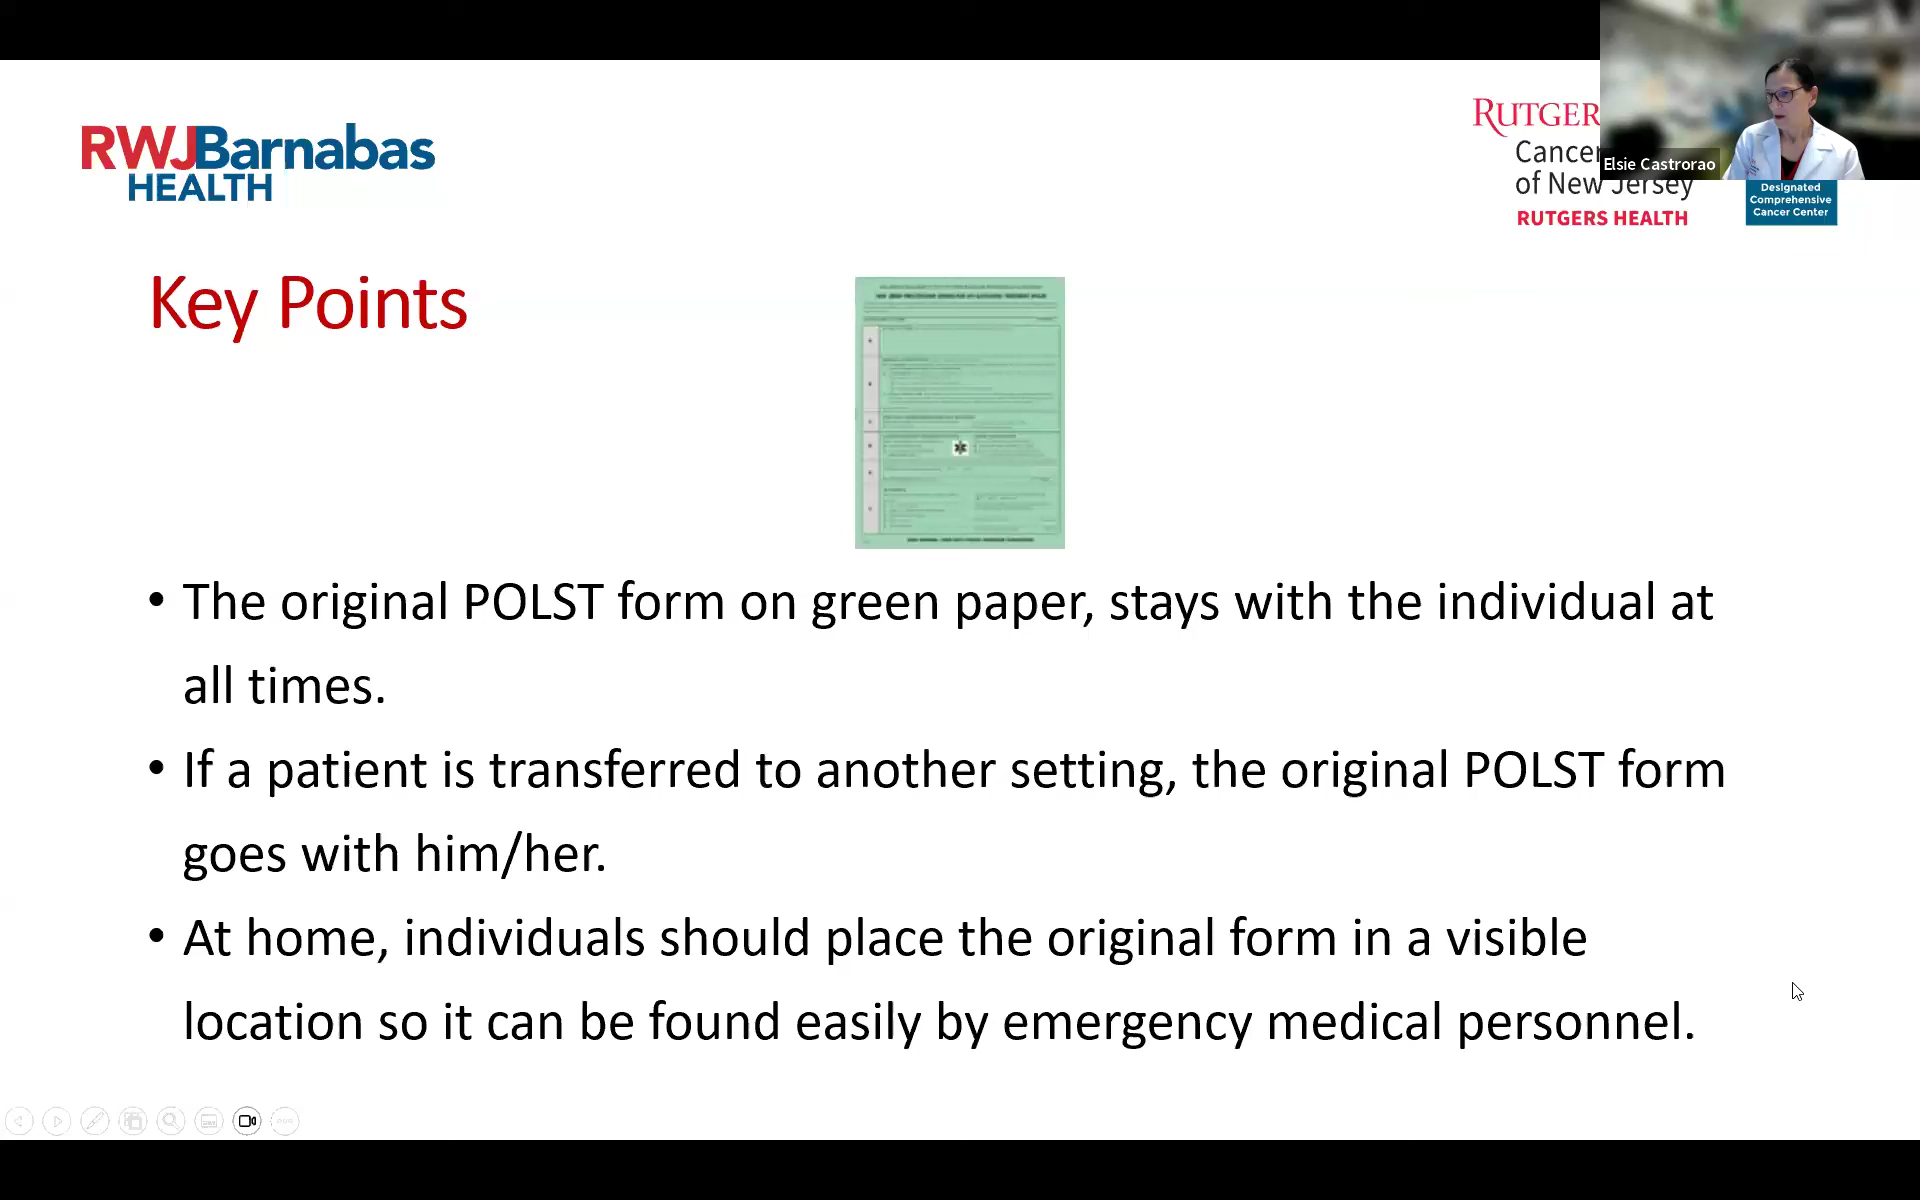 RWJBarnabas
HEALTH
RUTGER
Cancer
of New Jersey
RUTGERS HEALTH
Elsie Castrorao
Designated
Comprehensive
Cancer Center
Key Points
• The original POLST form on green paper, stays with the individual at
all times.
• If a patient is transferred to another setting, the original POLST form
goes with him/her.
• At home, individuals should place the original form in a visible
location so it can be found easily by emergency medical personnel.